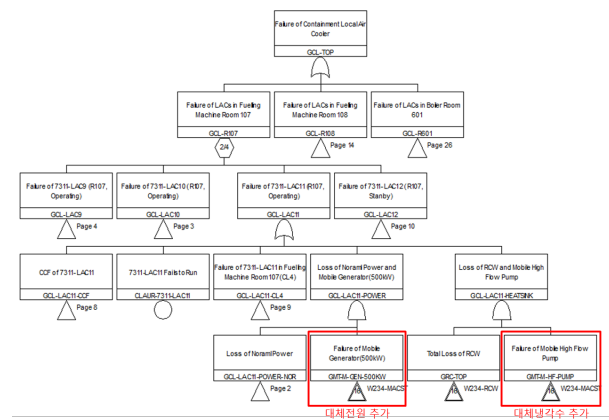 Failure of Containment Local Air
Cooler
GCL-TOP
Failure of LACs in Fueling
Machine Room 107
GCL-R107
Failure of LACs in Fueling
Machine Room 108
GCL-R108
Failure of LACs in Boiler Room
601
GCL-R601
2/4
Page 14
Page 26
Failure of 7311-LAC9 (R107,
Operating)
GCL-LAC9
Failure of 7311-LAC10 (R107,
Operating)
GCL-LAC10
Failure of 7311-LAC11 (R107,
Operating)
GCL-LAC11
Failure of 7311-LAC12 (R107,
Stanby)
GCL-LAC12
Page 4
Page 3
Page 10
CCF of 7311-LAC11
GCL-LAC11-CCF
7311-LAC11 Fails to Run
CLAUR-7311-LAC11
Failure of 7311-LAC11 in Fueling
Machine Room 107 (CL4)
GCL-LAC11-CL4
Loss of Noraml Power and
Mobile Generator(500kW)
GCL-LAC11-POWER
Loss of RCW and Mobile High
Flow Pump
GCL-LAC11-HEATSINK
Page 8
Page 9
Loss of Noraml Power
GCL-LAC11-POWER-NOR
Failure of Mobile
Generator(500kW)
GMT-M-GEN-500KW
Total Loss of RCW
GRC-TOP
Failure of Mobile High Flow
Pump
GMT-M-HF-PUMP
Page 2
W234-MACST
W234-RCW
W234-MACST
대체전원 추가
대체냉각수 추가